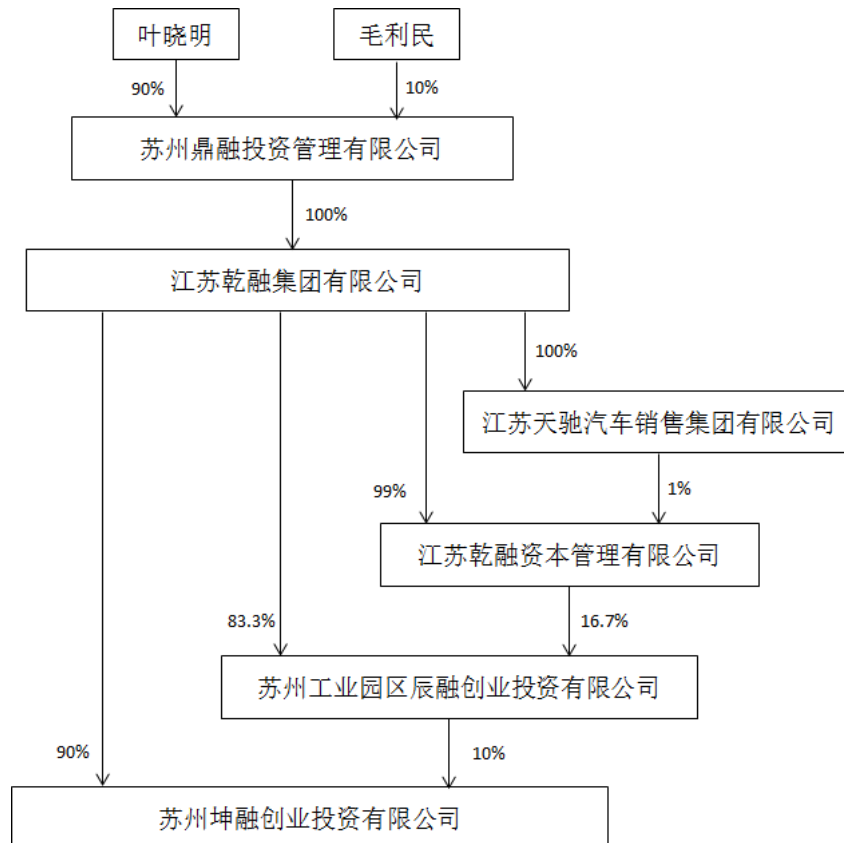 叶晓明
毛利民
90%
10%
苏州鼎融投资管理有限公司
100%
江苏乾融集团有限公司
100%
江苏天驰汽车销售集团有限公司
99%
1%
江苏乾融资本管理有限公司
83.3%
16.7%
苏州工业园区辰融创业投资有限公司
90%
10%
苏州坤融创业投资有限公司